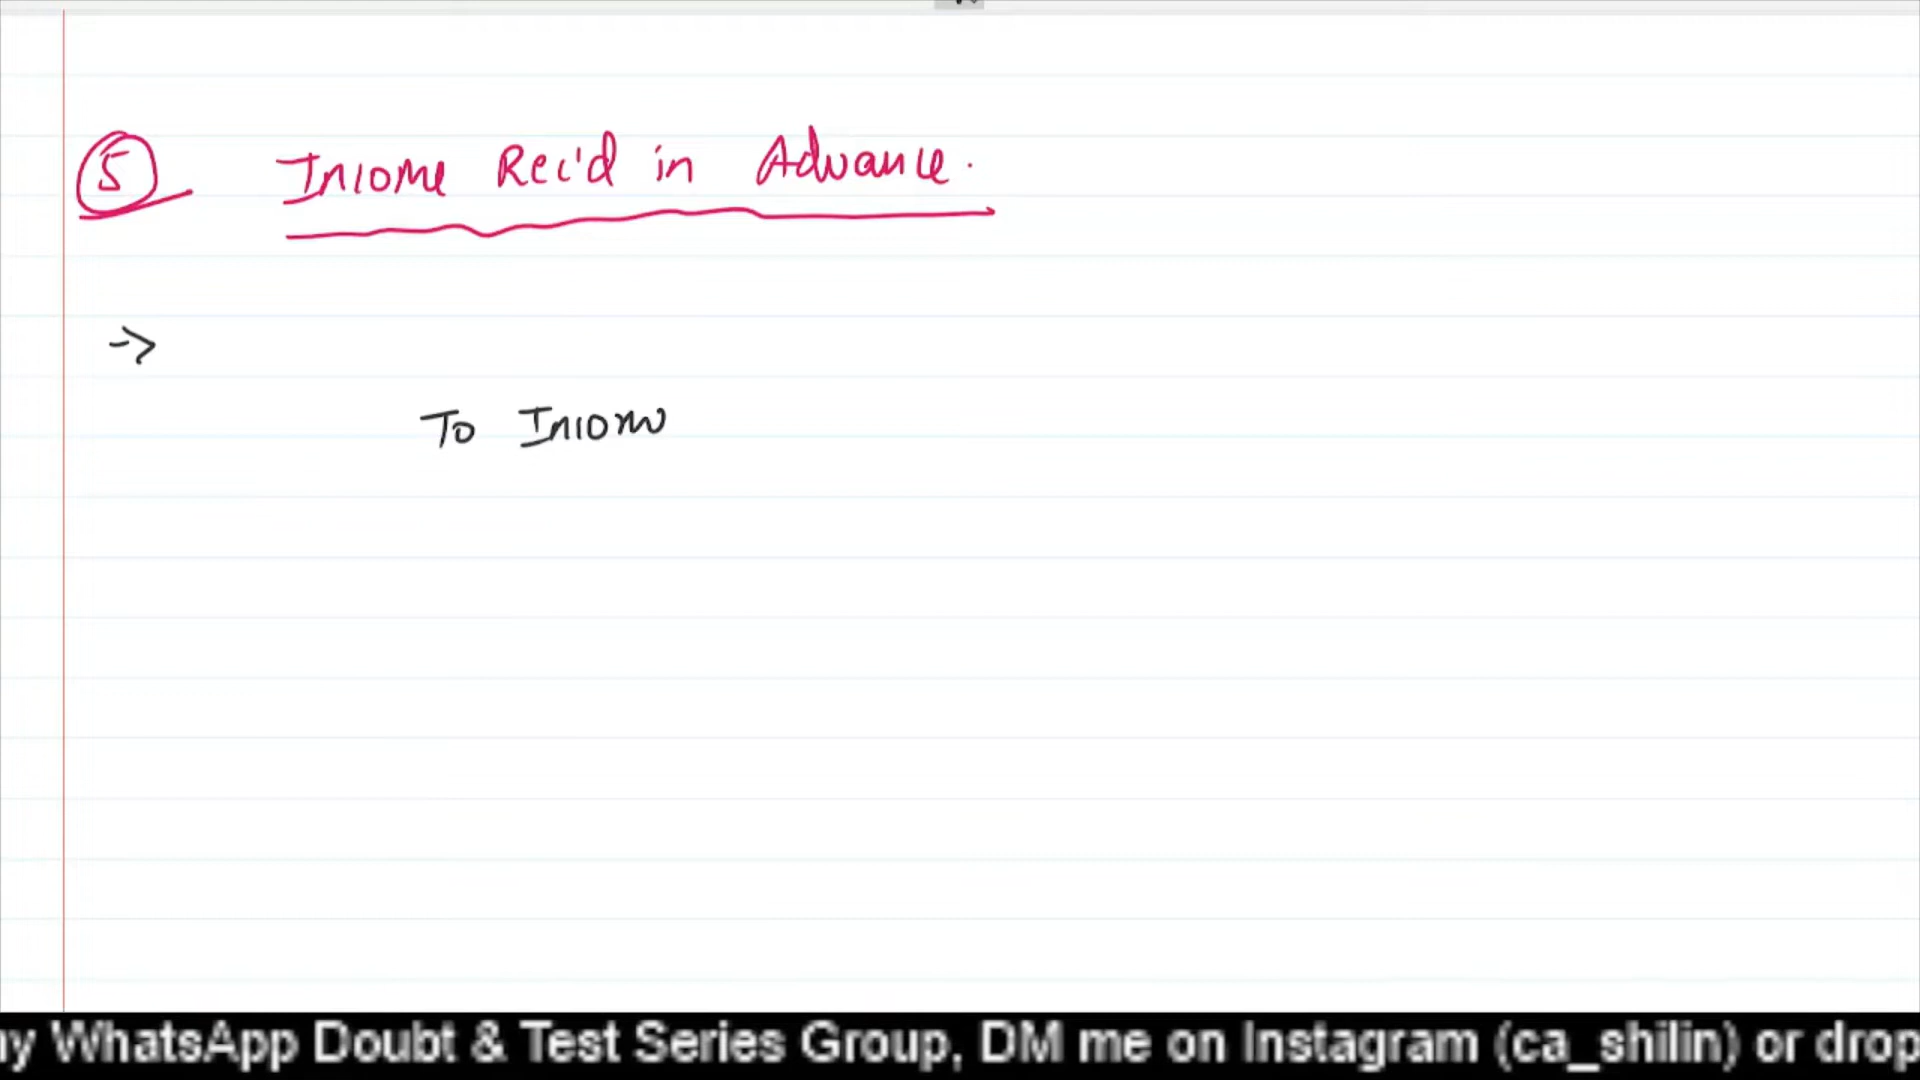 5 Income Rec'd in Advance.
->
To Income
ny WhatsApp Doubt & Test Series Group, DM me on Instagram (ca_shilin) or drop